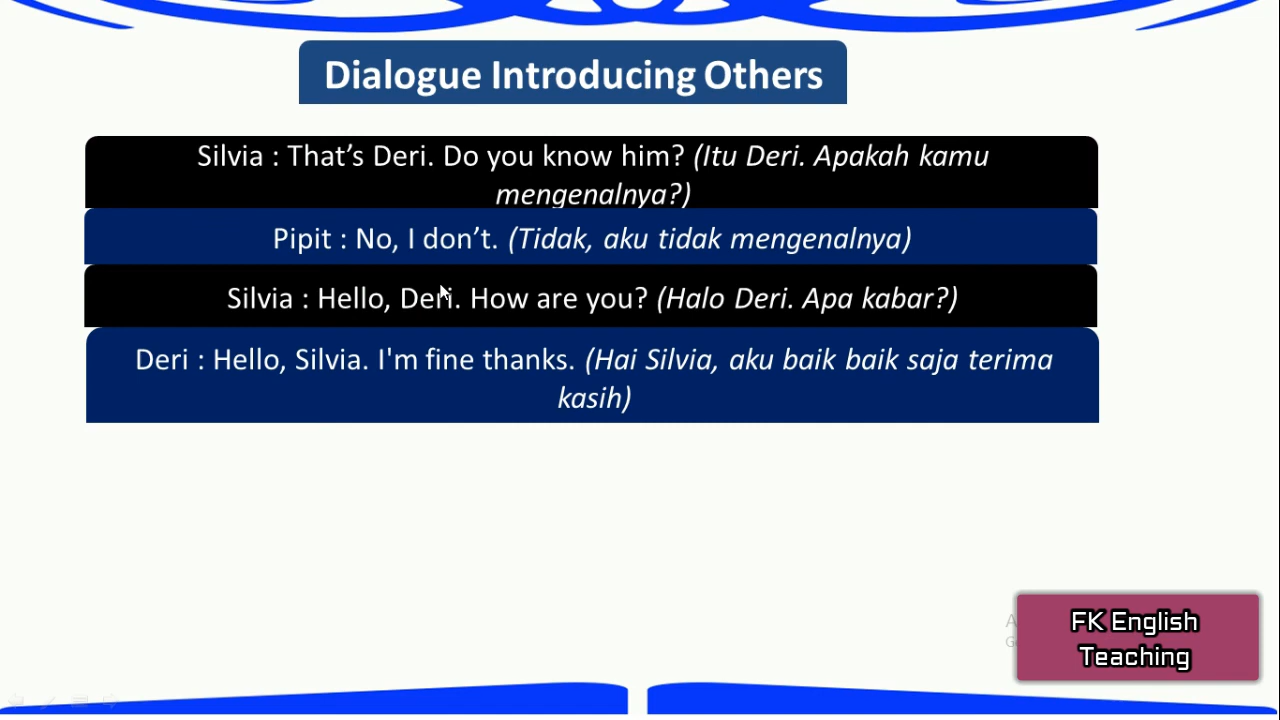 Dialogue Introducing Others
Silvia : That’s Deri. Do you know him? (Itu Deri. Apakah kamu
mengenalnya?)
Pipit : No, I don’t. (Tidak, aku tidak mengenalnya)
Silvia : Hello, Deri. How are you? (Halo Deri. Apa kabar?)
Deri : Hello, Silvia. I'm fine thanks. (Hai Silvia, aku baik baik saja terima
kasih)
FK English
Teaching